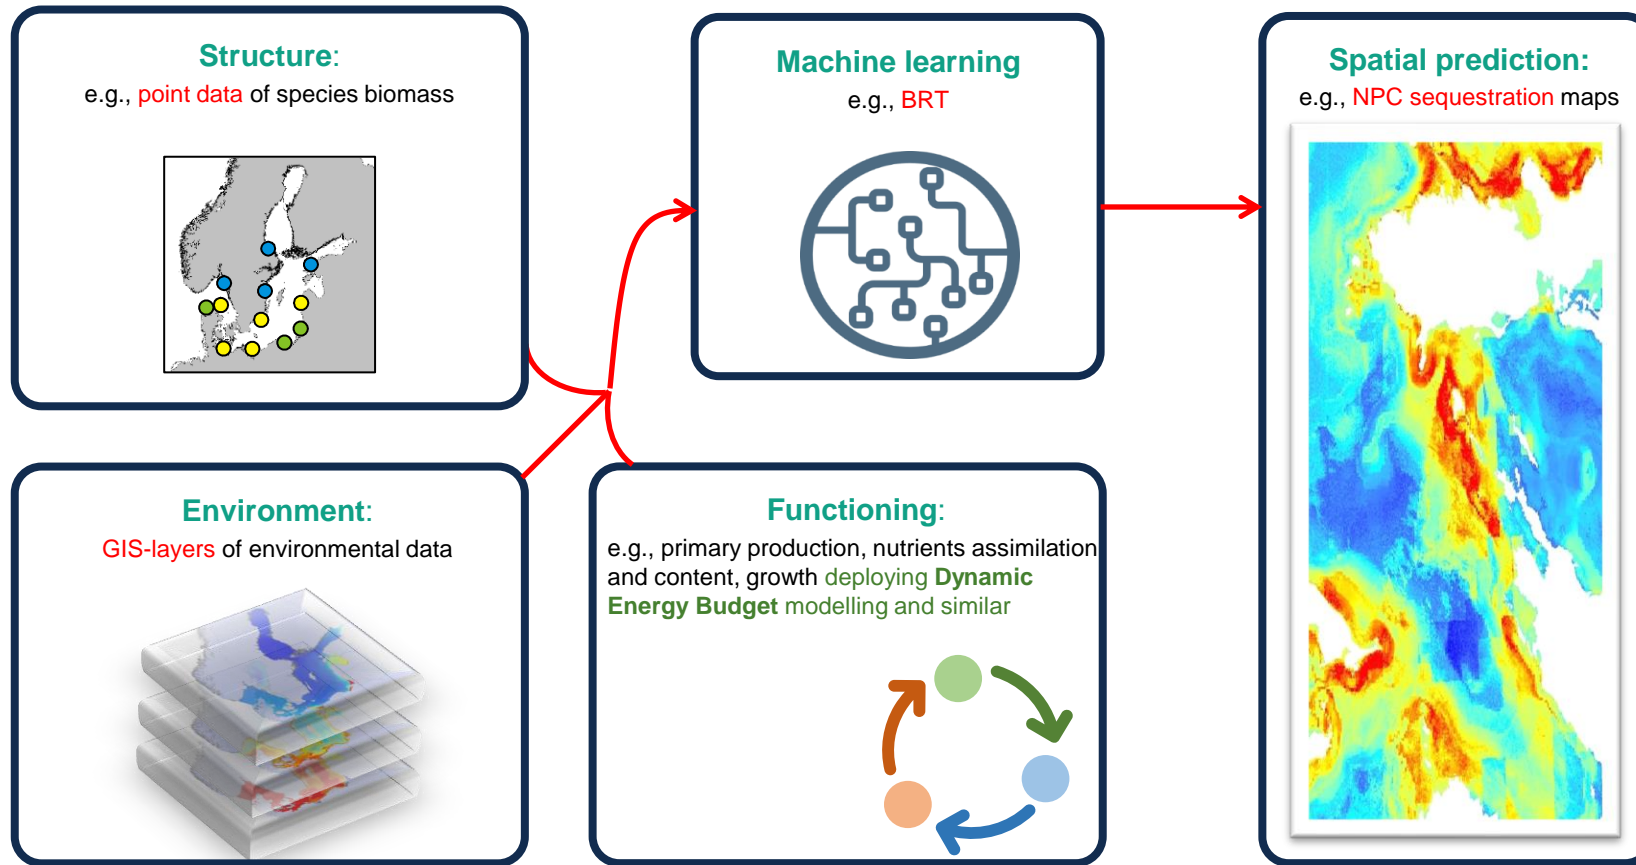 Structure:
e.g., point data of species biomass
Machine learning
e.g., BRT
Spatial prediction:
e.g., NPC sequestration maps
Environment:
GIS-layers of environmental data
Functioning:
e.g., primary production, nutrients assimilation
and content, growth deploying Dynamic
Energy Budget modelling and similar